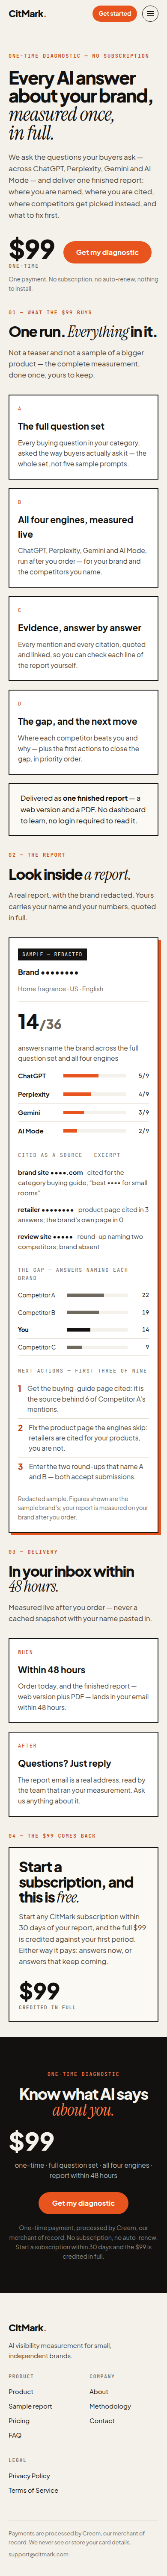 CitMark.
Get started
ONE-TIME DIAGNOSTIC — NO SUBSCRIPTION
Every AI answer
about your brand,
measured once,
in full.
We ask the questions your buyers ask —
across ChatGPT, Perplexity, Gemini and AI
Mode — and deliver one finished report:
where you are named, where you are cited,
where competitors get picked instead, and
what to fix first.
$99
ONE-TIME
Get my diagnostic
One payment. No subscription, no auto-renew, nothing
to install.
01 — WHAT THE $99 BUYS
One run. Everything in it.
Not a teaser and not a sample of a bigger
product — the complete measurement,
done once, yours to keep.
A
The full question set
Every buying question in your category,
asked the way buyers actually ask it — the
whole set, not five sample prompts.
B
All four engines, measured
live
ChatGPT, Perplexity, Gemini and AI Mode,
run after you order — for your brand and
the competitors you name.
C
Evidence, answer by answer
Every mention and every citation, quoted
and linked, so you can check each line of
the report yourself.
D
The gap, and the next move
Where each competitor beats you and
why — plus the first actions to close the
gap, in priority order.
Delivered as one finished report — a
web version and a PDF. No dashboard
to learn, no login required to read it.
02 — THE REPORT
Look inside a report.
A real report, with the brand redacted. Yours
carries your name and your numbers, quoted
in full.
SAMPLE — REDACTED
Brand ••••••••
Home fragrance · US · English
14/36
answers name the brand across the full
question set and all four engines
ChatGPT 5/9
Perplexity 4/9
Gemini 3/9
AI Mode 2/9
CITED AS A SOURCE — EXCERPT
brand site ••••.com cited for the
category buying guide, "best •••• for small
rooms"
retailer •••••••• product page cited in 3
answers; the brand's own page in 0
review site ••••• round-up naming two
competitors; brand absent
THE GAP — ANSWERS NAMING EACH
BRAND
Competitor A 22
Competitor B 19
You 14
Competitor C 9
NEXT ACTIONS — FIRST THREE OF NINE
1 Get the buying-guide page cited: it is
the source behind 6 of Competitor A's
mentions.
2 Fix the product page the engines skip:
retailers are cited for your products,
you are not.
3 Enter the two round-ups that name A
and B — both accept submissions.
Redacted sample. Figures shown are the
sample brand's; your report is measured on your
brand after you order.
03 — DELIVERY
In your inbox within
48 hours.
Measured live after you order — never a
cached snapshot with your name pasted in.
WHEN
Within 48 hours
Order today, and the finished report —
web version plus PDF — lands in your email
within 48 hours.
AFTER
Questions? Just reply
The report email is a real address, read by
the team that ran your measurement. Ask
us anything about it.
04 — THE $99 COMES BACK
Start a
subscription, and
this is free.
Start any CitMark subscription within
30 days of your report, and the full $99
is credited against your first period.
Either way it pays: answers now, or
answers that keep coming.
$99
CREDITED IN FULL
ONE-TIME DIAGNOSTIC
Know what AI says
about you.
$99
one-time · full question set · all four engines ·
report within 48 hours
Get my diagnostic
One-time payment, processed by Creem, our
merchant of record. No subscription, no auto-renew.
Start a subscription within 30 days and the $99 is
credited in full.
CitMark.
AI visibility measurement for small,
independent brands.
PRODUCT
Product
Sample report
Pricing
FAQ
COMPANY
About
Methodology
Contact
LEGAL
Privacy Policy
Terms of Service
Payments are processed by Creem, our merchant of
record. We never see or store your card details.
support@citmark.com